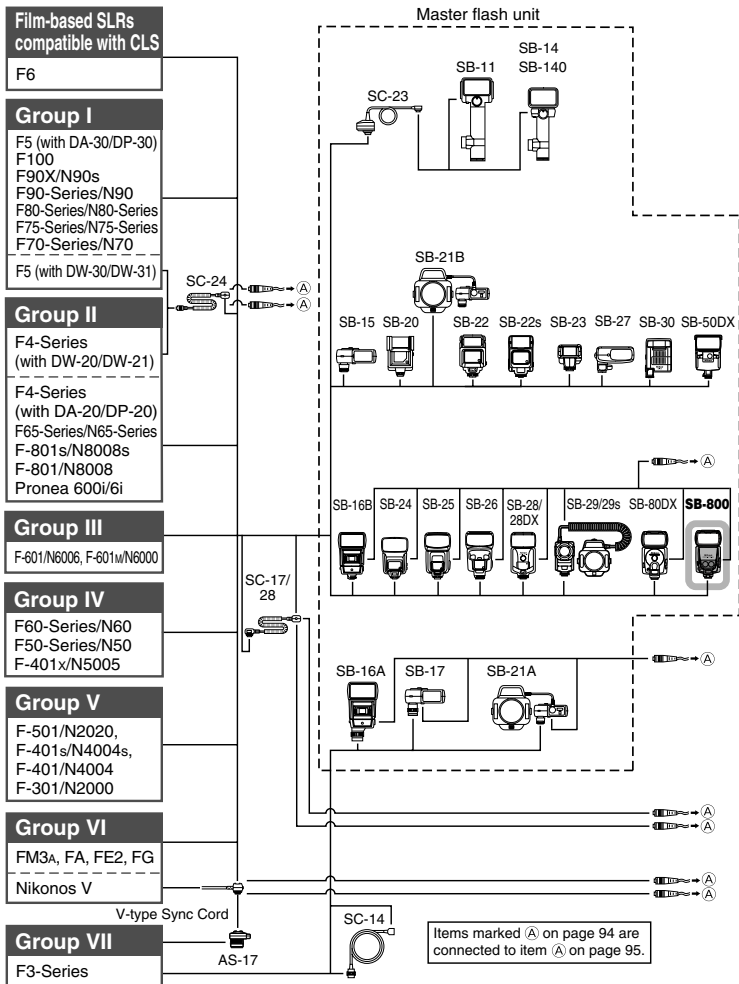 Film-based SLRs
compatible with CLS
F6
Group I
F5 (with DA-30/DP-30)
F100
F90X/N90s
F90-Series/N90
F80-Series/N80-Series
F75-Series/N75-Series
F70-Series/N70
F5 (with DW-30/DW-31)
Group II
F4-Series
(with DW-20/DW-21)
F4-Series
(with DA-20/DP-20)
F65-Series/N65-Series
F-801s/N8008s
F-801/N8008
Pronea 600i/6i
Group III
F-601/N6006, F-601M/N6000
Group IV
F60-Series/N60
F50-Series/N50
F-401x/N5005
Group V
F-501/N2020,
F-401s/N4004s,
F-401/N4004
F-301/N2000
Group VI
FM3A, FA, FE2, FG
Nikonos V
V-type Sync Cord
Group VII
F3-Series
AS-17
SC-24
Ⓐ
Ⓐ
SC-17/
28
Master flash unit
SC-23
SB-11
SB-14
SB-140
SB-21B
SB-15 SB-20 SB-22 SB-22s SB-23 SB-27 SB-30 SB-50DX
Ⓐ
SB-16B SB-24 SB-25 SB-26 SB-28/
28DX
SB-29/29s SB-80DX SB-800
SB-16A SB-17 SB-21A
Ⓐ
Ⓐ
Ⓐ
Ⓐ
Ⓐ
SC-14
Items marked Ⓐ on page 94 are
connected to item Ⓐ on page 95.